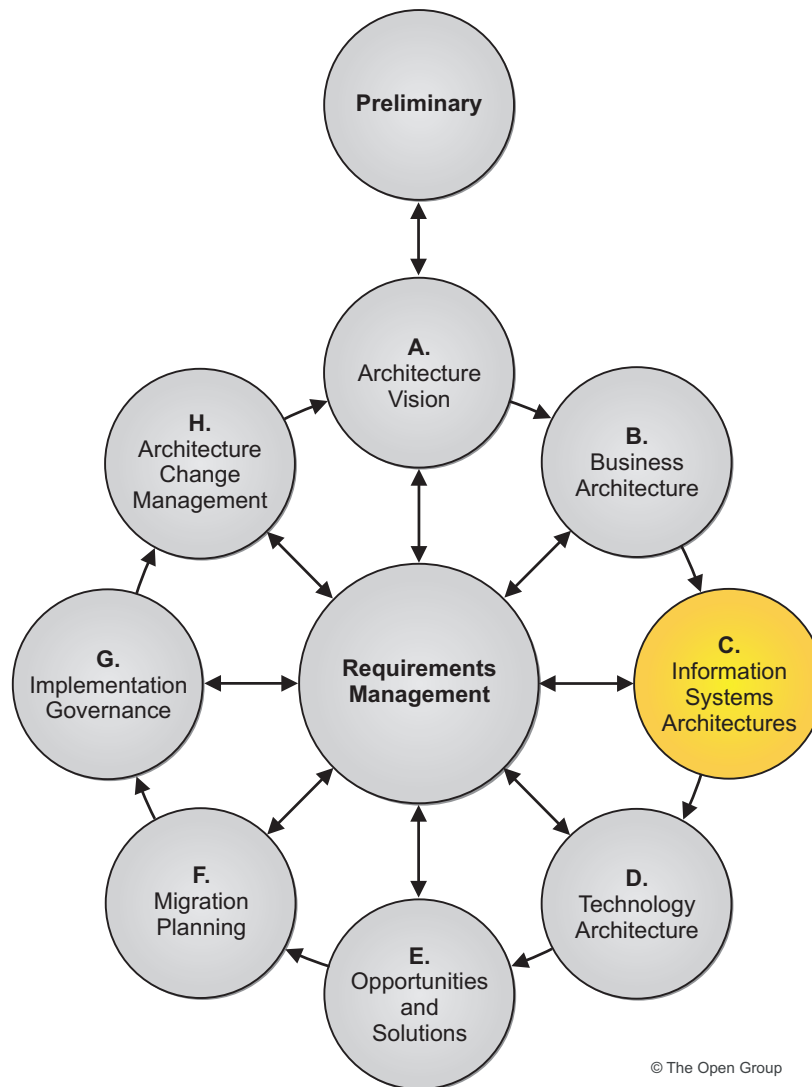 Preliminary
A.
Architecture
Vision
H.
Architecture
Change
Management
B.
Business
Architecture
G.
Implementation
Governance
Requirements
Management
C.
Information
Systems
Architectures
F.
Migration
Planning
D.
Technology
Architecture
E.
Opportunities
and
Solutions
© The Open Group